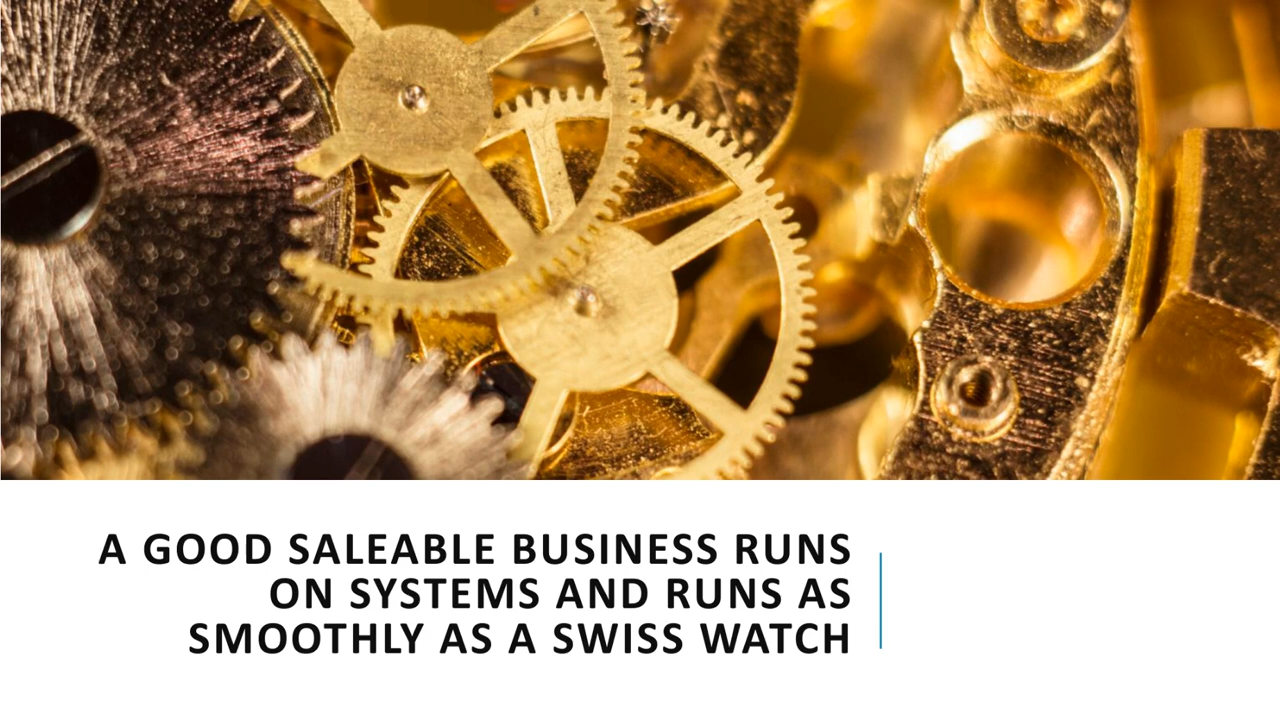 A GOOD SALEABLE BUSINESS RUNS
ON SYSTEMS AND RUNS AS
SMOOTHLY AS A SWISS WATCH